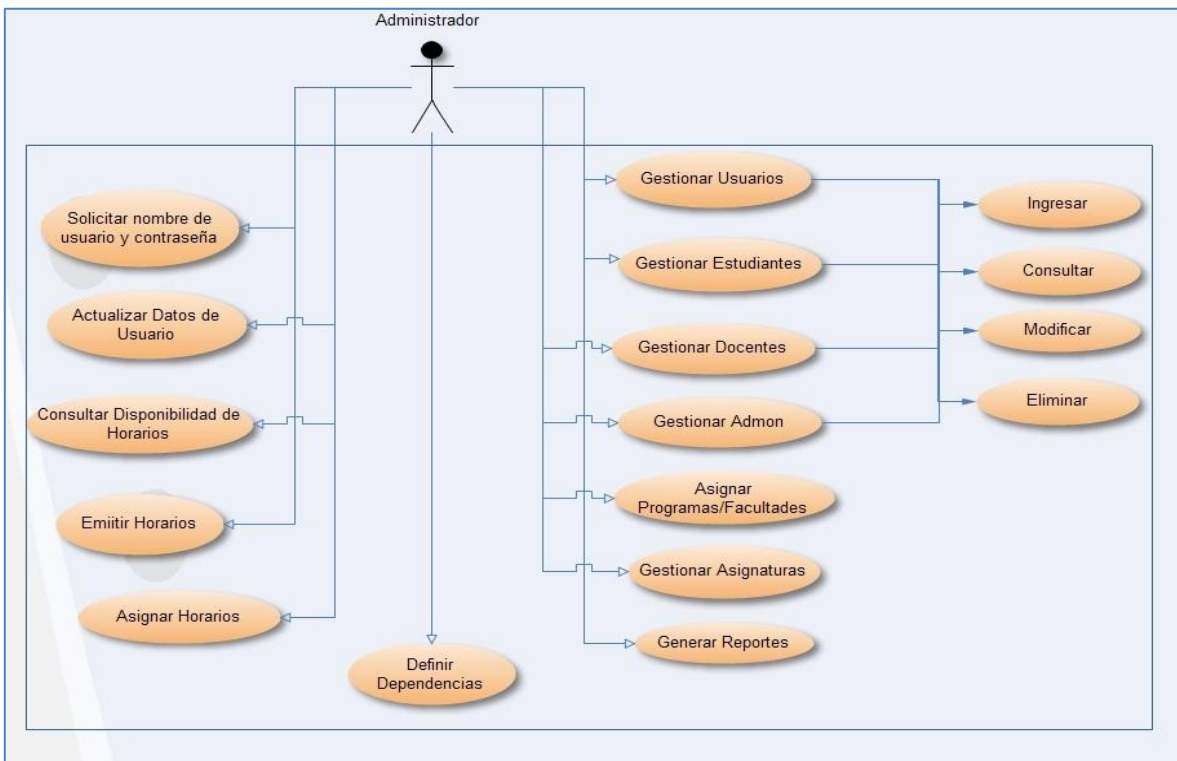 Administrador
Solicitar nombre de
usuario y contraseña
Actualizar Datos de
Usuario
Consultar Disponibilidad de
Horarios
Emiitir Horarios
Asignar Horarios
Definir
Dependencias
Gestionar Usuarios
Gestionar Estudiantes
Gestionar Docentes
Gestionar Admon
Asignar
Programas/Facultades
Gestionar Asignaturas
Generar Reportes
Ingresar
Consultar
Modificar
Eliminar